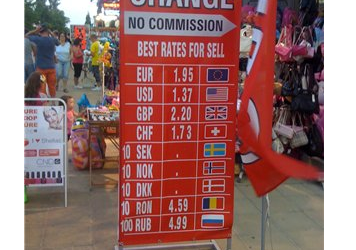 CHANGE
NO COMMISSION
BEST RATES FOR SELL
EUR 1.95
USD 1.37
GBP 2.20
CHF 1.73
10 SEK .
10 NOK .
10 DKK .
10 RON 4.59
100 RUB 4.99